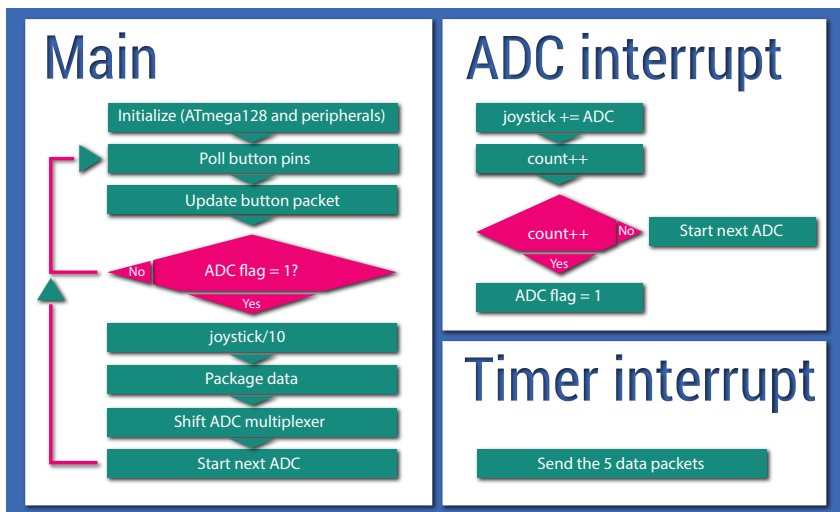 Main
Initialize (ATmega128 and peripherals)
Poll button pins
Update button packet
ADC flag = 1?
No
Yes
joystick/10
Package data
Shift ADC multiplexer
Start next ADC
ADC interrupt
joystick += ADC
count++
count++
No
Start next ADC
Yes
ADC flag = 1
Timer interrupt
Send the 5 data packets